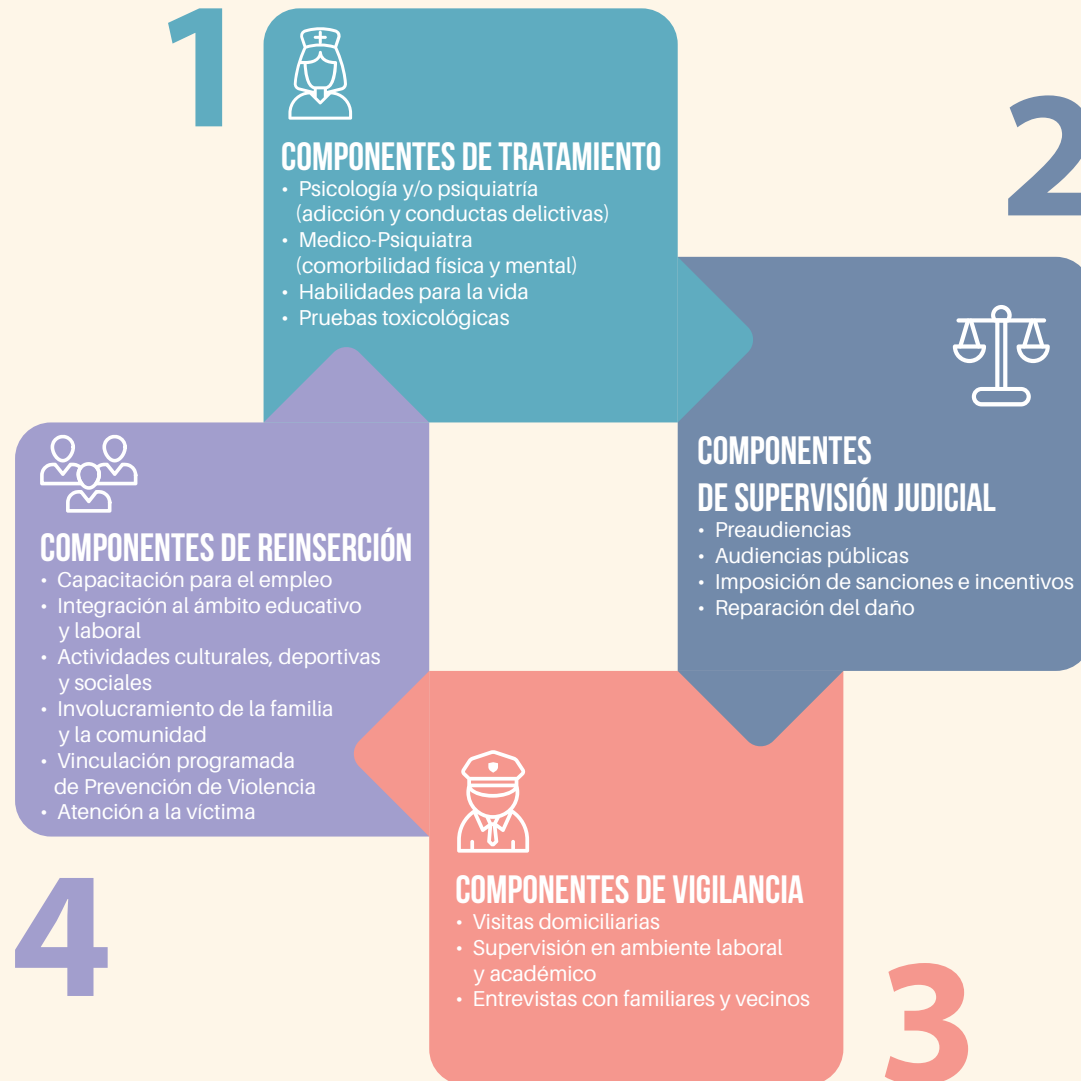 1
COMPONENTES DE TRATAMIENTO
• Psicología y/o psiquiatría
(adicción y conductas delictivas)
• Medico-Psiquiatra
(comorbilidad física y mental)
• Habilidades para la vida
• Pruebas toxicológicas
2
COMPONENTES
DE SUPERVISIÓN JUDICIAL
• Preaudiencias
• Audiencias públicas
• Imposición de sanciones e incentivos
• Reparación del daño
3
COMPONENTES DE VIGILANCIA
• Visitas domiciliarias
• Supervisión en ambiente laboral
y académico
• Entrevistas con familiares y vecinos
4
COMPONENTES DE REINSERCIÓN
• Capacitación para el empleo
• Integración al ámbito educativo
y laboral
• Actividades culturales, deportivas
y sociales
• Involucramiento de la familia
y la comunidad
• Vinculación programada
de Prevención de Violencia
• Atención a la víctima